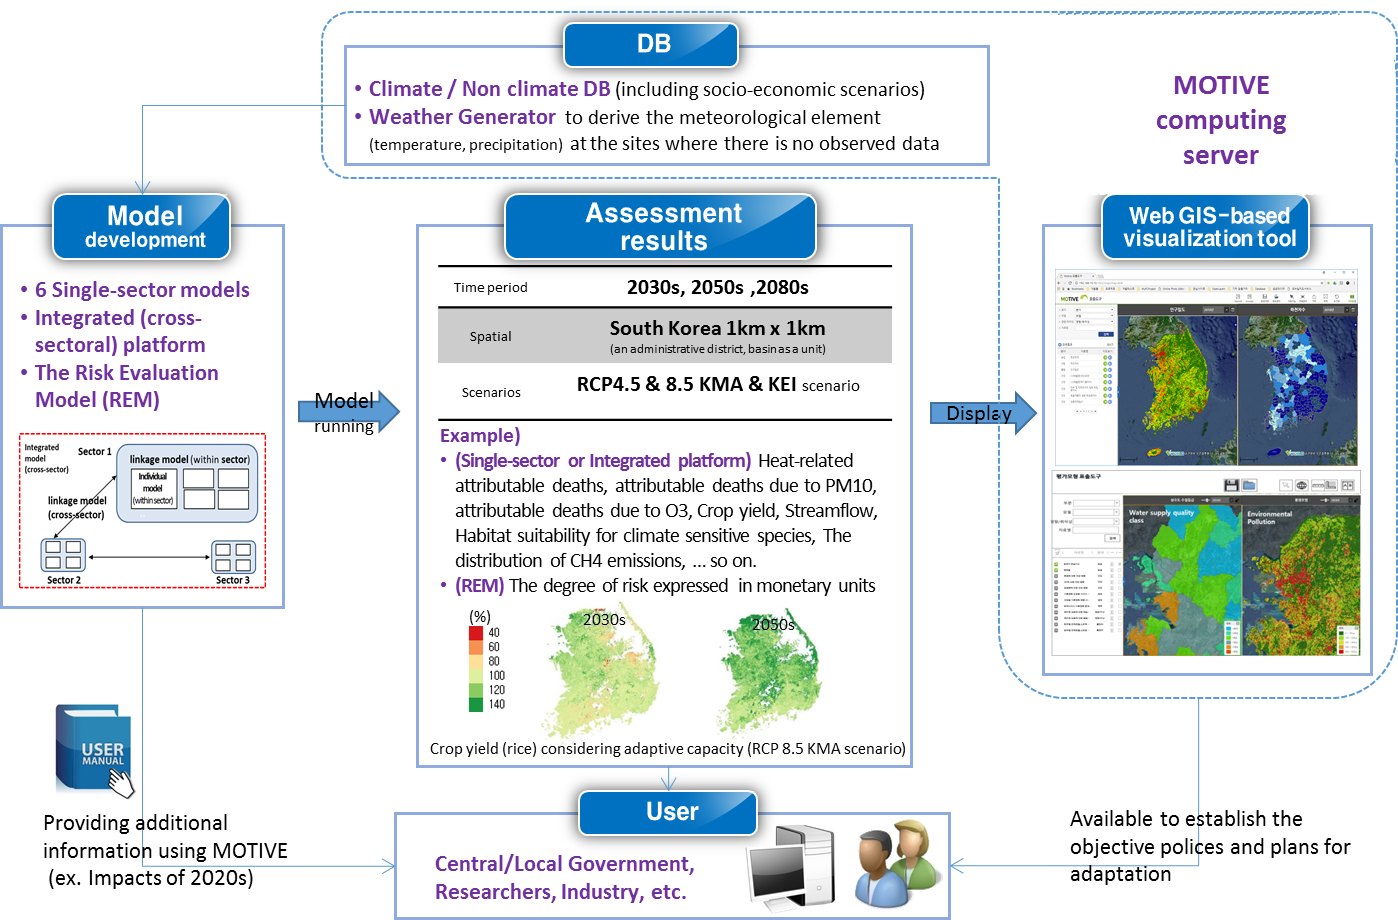 DB
• Climate / Non climate DB (including socio-economic scenarios)
• Weather Generator to derive the meteorological element
(temperature, precipitation) at the sites where there is no observed data
MOTIVE
computing
server
Model
development
• 6 Single-sector models
• Integrated (cross-
sectoral) platform
• The Risk Evaluation
Model (REM)
Integrated
model
(cross-sector)
Sector 1
linkage model (within sector)
Individual
model
(within sector)
linkage model
(cross-sector)
Sector 2
Sector 3
Model
running
Assessment
results
Time period
2030s, 2050s ,2080s
Spatial
South Korea 1km x 1km
(an administrative district, basin as a unit)
Scenarios
RCP4.5 & 8.5 KMA & KEI scenario
Example)
• (Single-sector or Integrated platform) Heat-related
attributable deaths, attributable deaths due to PM10,
attributable deaths due to O3, Crop yield, Streamflow,
Habitat suitability for climate sensitive species, The
distribution of CH4 emissions, ... so on.
• (REM) The degree of risk expressed in monetary units
(%)
40
60
80
100
120
140
2030s
2050s
Crop yield (rice) considering adaptive capacity (RCP 8.5 KMA scenario)
Display
Web GIS-based
visualization tool
MOTIVE
평가모형 표출도구
Water supply quality
class
Environmental
Pollution
USER
MANUAL
Providing additional
information using MOTIVE
(ex. Impacts of 2020s)
User
Central/Local Government,
Researchers, Industry, etc.
Available to establish the
objective polices and plans for
adaptation